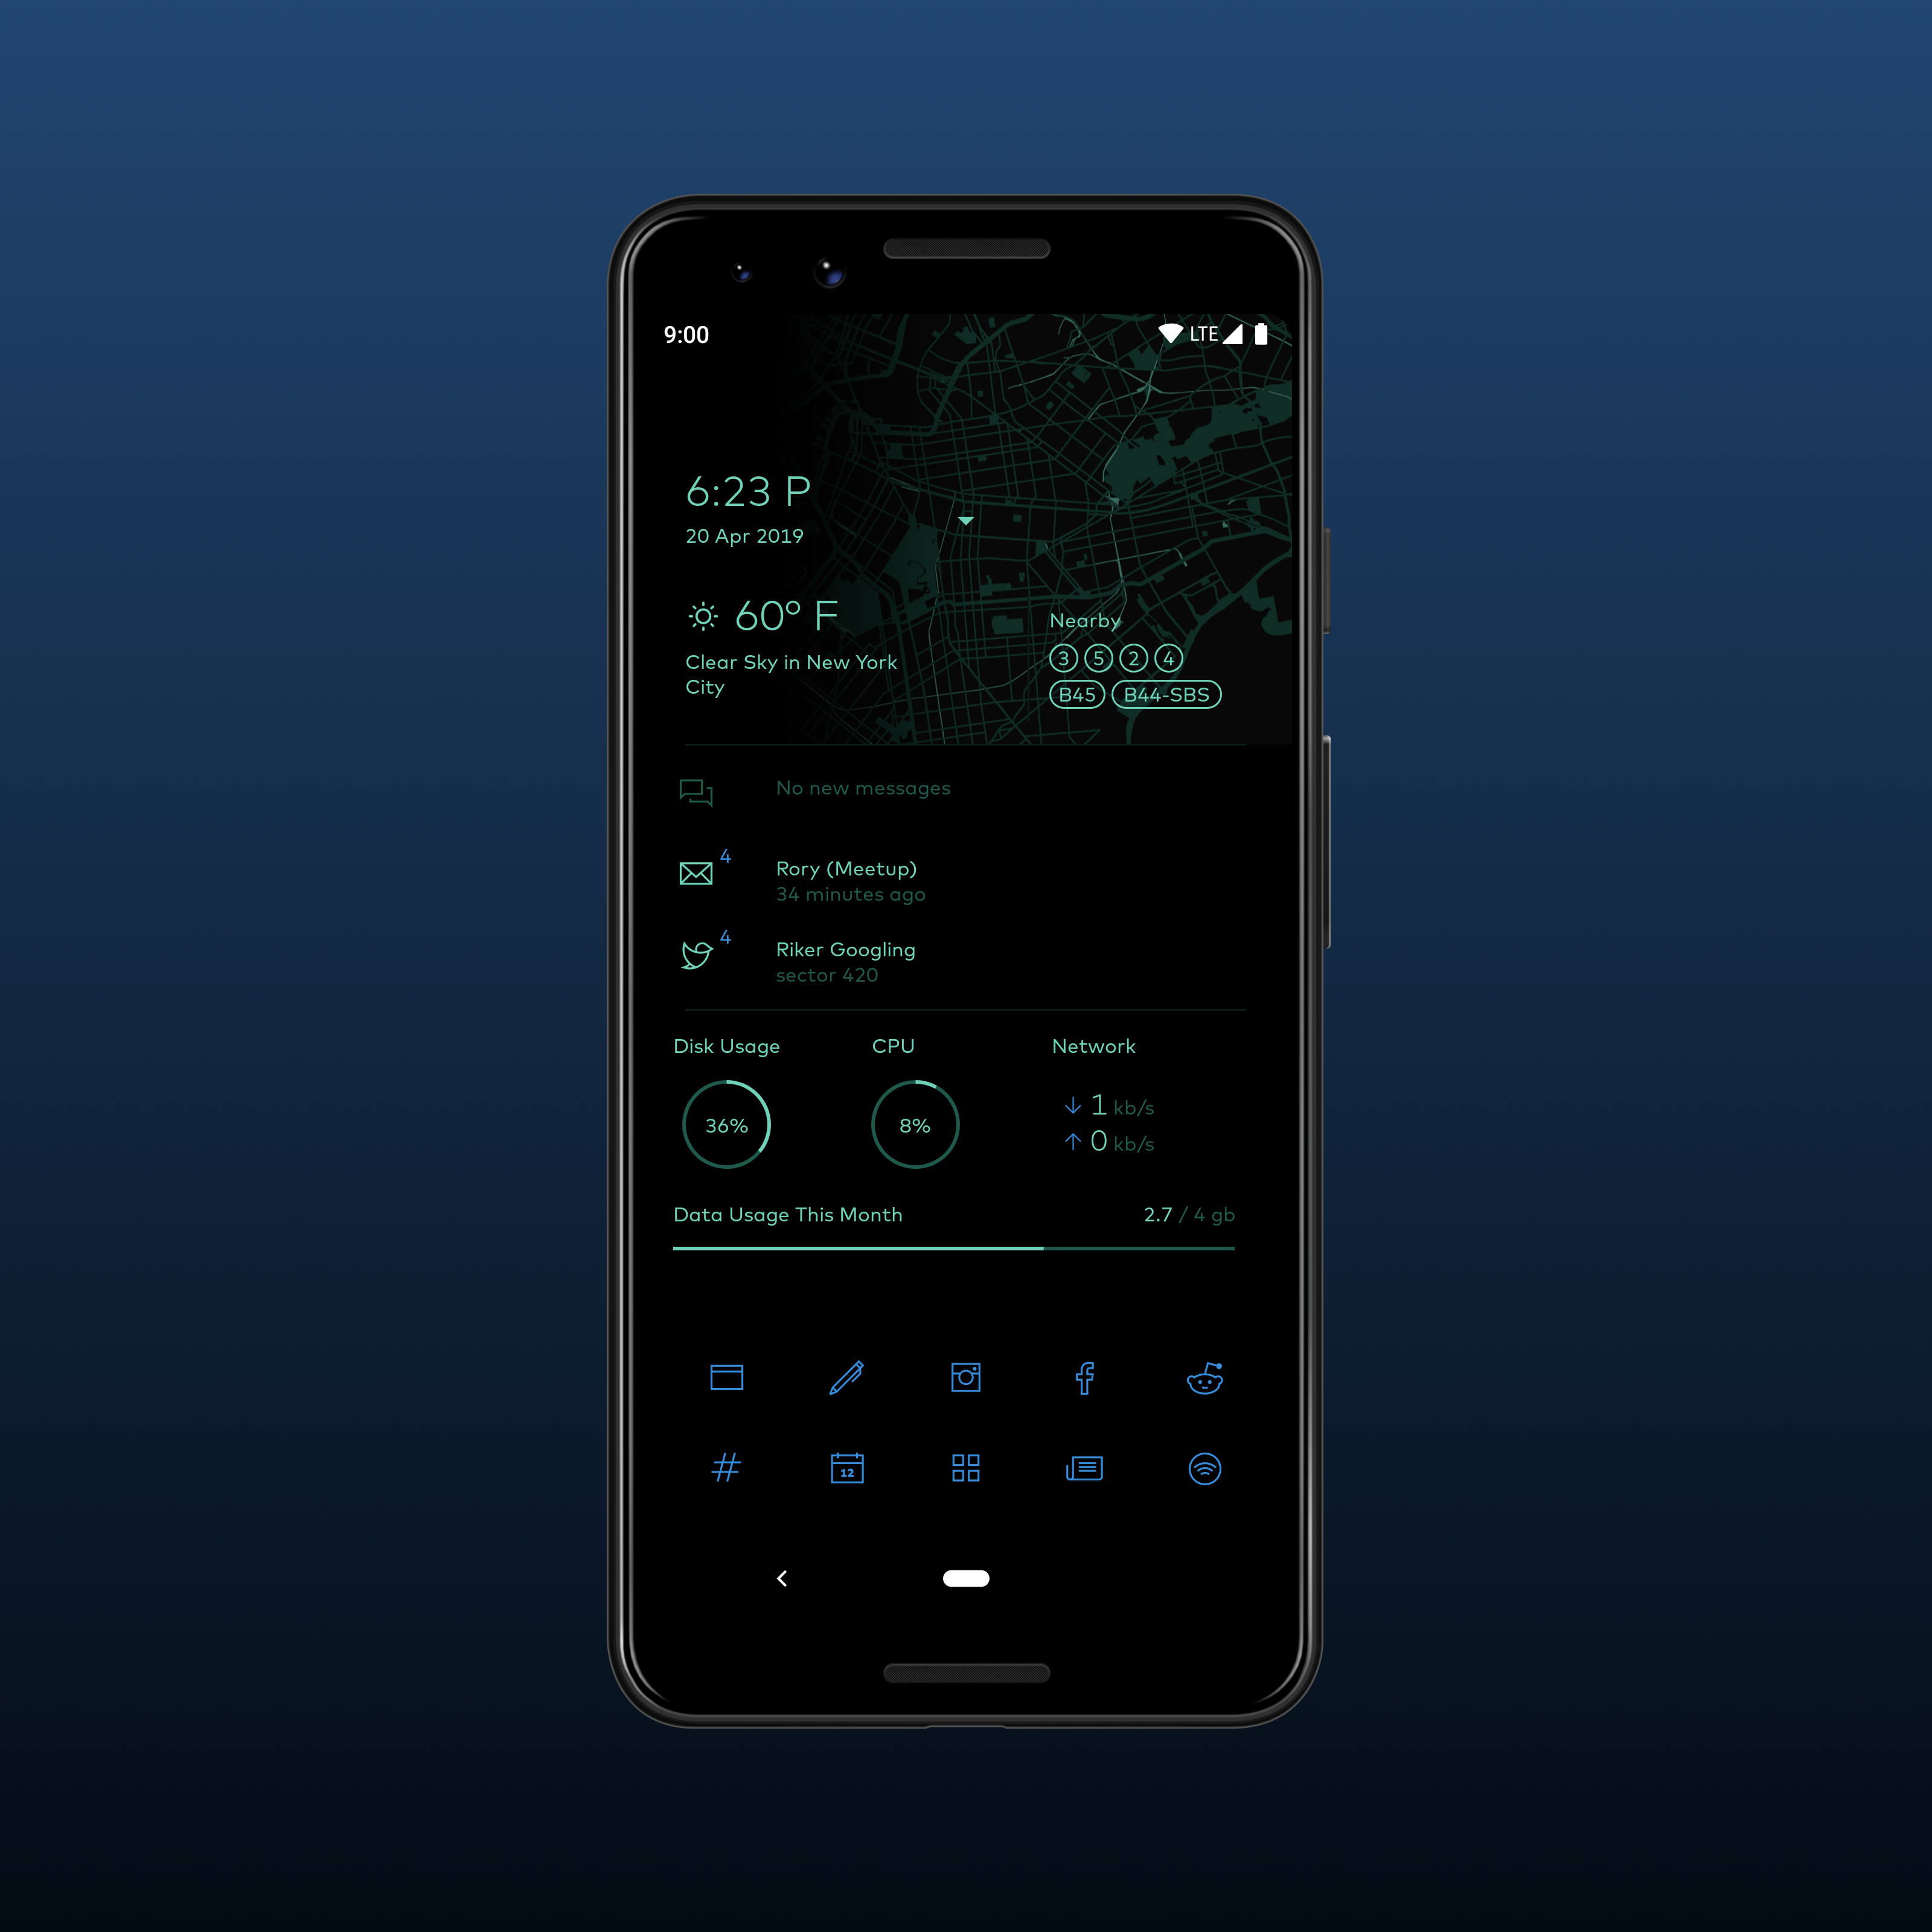 9:00
LTE
6:23 P
20 Apr 2019
60° F
Clear Sky in New York
City
Nearby
3 5 2 4
B45 B44-SBS
No new messages
4
Rory (Meetup)
34 minutes ago
4
Riker Googling
sector 420
Disk Usage CPU Network
36% 8%
1 kb/s
0 kb/s
Data Usage This Month 2.7 / 4 gb
12